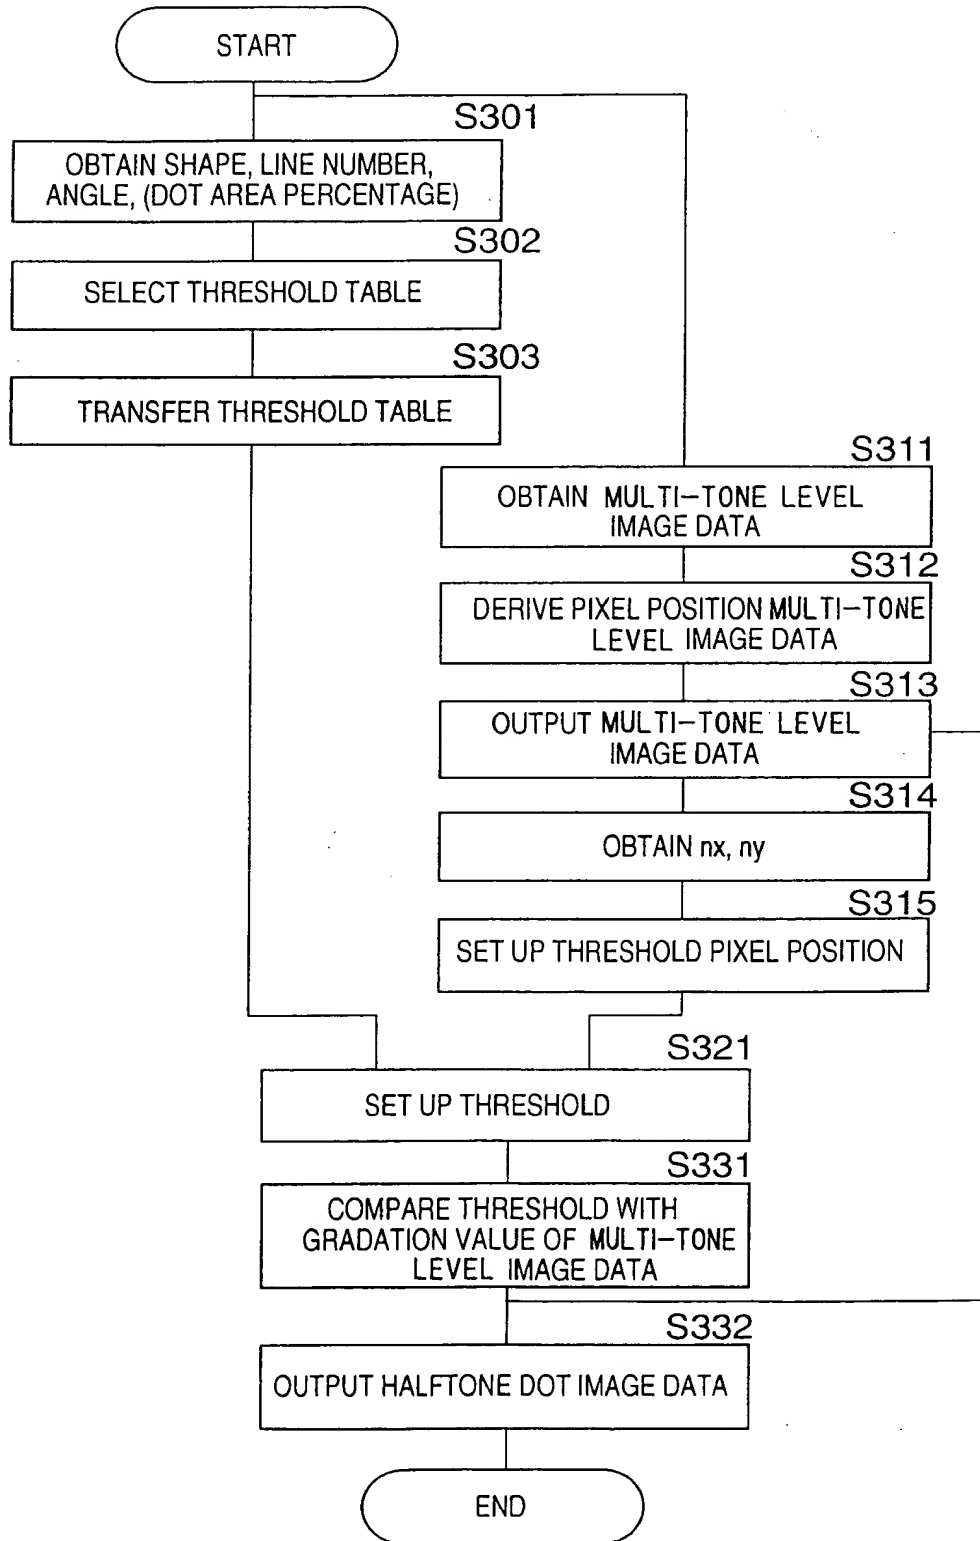 START
S301
OBTAIN SHAPE, LINE NUMBER,
ANGLE, (DOT AREA PERCENTAGE)
S302
SELECT THRESHOLD TABLE
S303
TRANSFER THRESHOLD TABLE
S311
OBTAIN MULTI-TONE LEVEL
IMAGE DATA
S312
DERIVE PIXEL POSITION MULTI-TONE
LEVEL IMAGE DATA
S313
OUTPUT MULTI-TONE LEVEL
IMAGE DATA
S314
OBTAIN nx, ny
S315
SET UP THRESHOLD PIXEL POSITION
S321
SET UP THRESHOLD
S331
COMPARE THRESHOLD WITH
GRADATION VALUE OF MULTI-TONE
LEVEL IMAGE DATA
S332
OUTPUT HALFTONE DOT IMAGE DATA
END